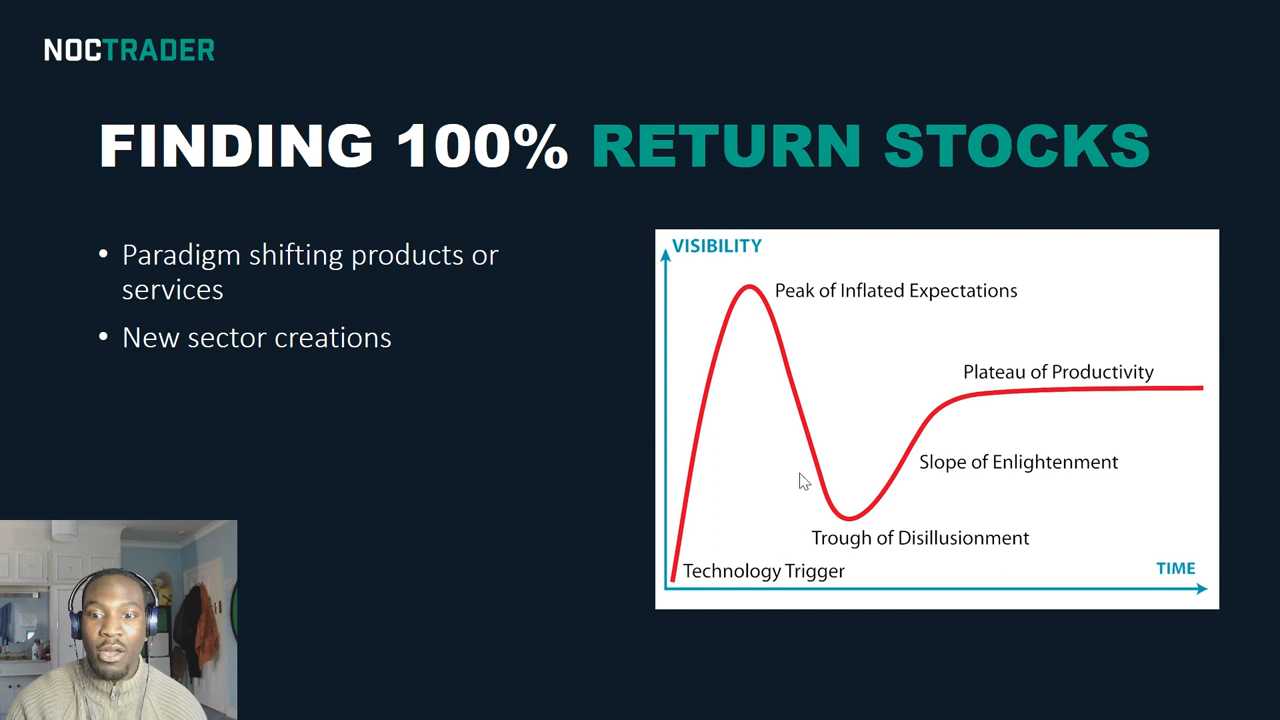 NOCTRADER
FINDING 100% RETURN STOCKS
• Paradigm shifting products or
services
• New sector creations
VISIBILITY
Peak of Inflated Expectations
Plateau of Productivity
Slope of Enlightenment
Trough of Disillusionment
Technology Trigger
TIME